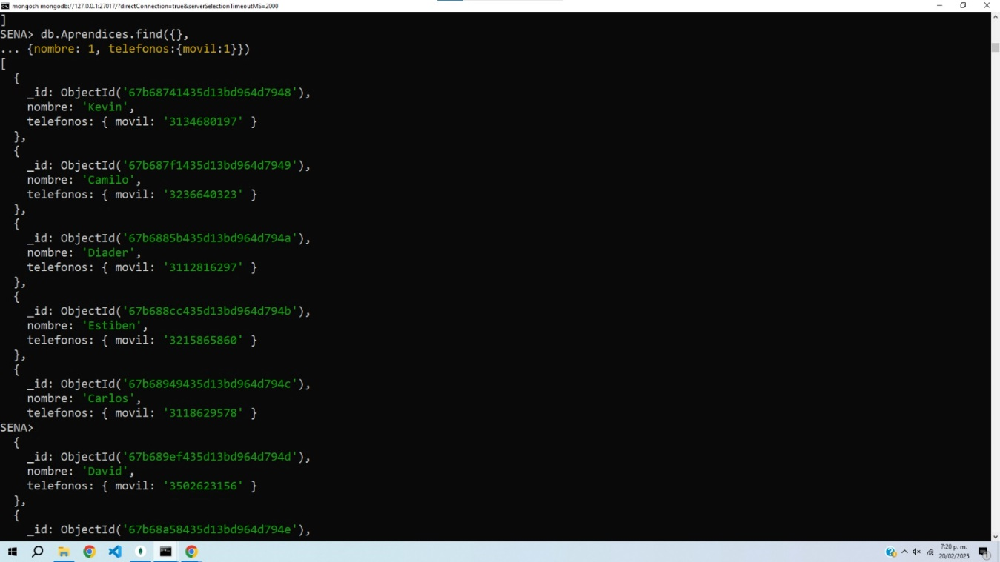 mongosh mongodb://127.0.0.1:27017/?directConnection=true&serverSelectionTimeoutMS=2000
]
SENA> db.Aprendices.find({},
... {nombre: 1, telefonos:{movil:1}})
[
  {
    _id: ObjectId('67b68741435d13bd964d7948'),
    nombre: 'Kevin',
    telefonos: { movil: '3134680197' }
  },
  {
    _id: ObjectId('67b687f1435d13bd964d7949'),
    nombre: 'Camilo',
    telefonos: { movil: '3236640323' }
  },
  {
    _id: ObjectId('67b6885b435d13bd964d794a'),
    nombre: 'Diader',
    telefonos: { movil: '3112816297' }
  },
  {
    _id: ObjectId('67b688cc435d13bd964d794b'),
    nombre: 'Estiben',
    telefonos: { movil: '3215865860' }
  },
  {
    _id: ObjectId('67b68949435d13bd964d794c'),
    nombre: 'Carlos',
    telefonos: { movil: '3118629578' }
SENA>
  {
    _id: ObjectId('67b689ef435d13bd964d794d'),
    nombre: 'David',
    telefonos: { movil: '3502623156' }
  },
  {
    _id: ObjectId('67b68a58435d13bd964d794e'),
7:20 p. m.
20/02/2025